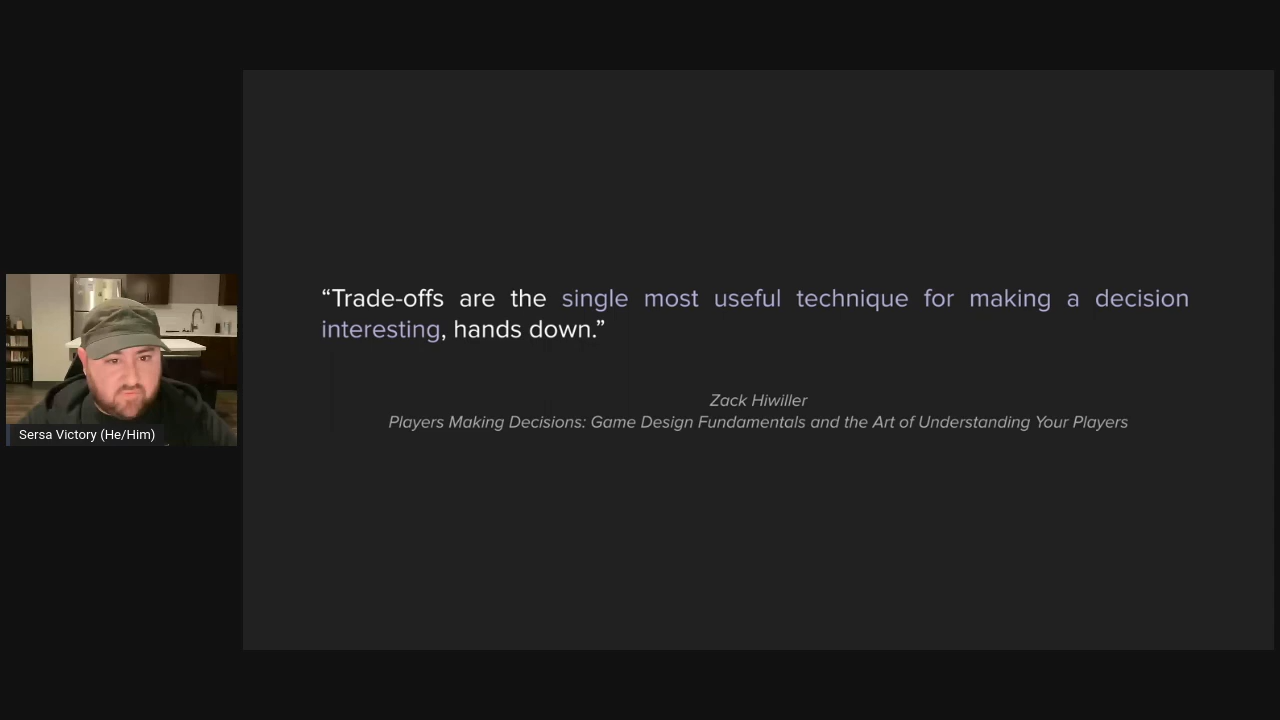 “Trade-offs are the single most useful technique for making a decision
interesting, hands down.”
Zack Hiwiller
Players Making Decisions: Game Design Fundamentals and the Art of Understanding Your Players
Sersa Victory (He/Him)